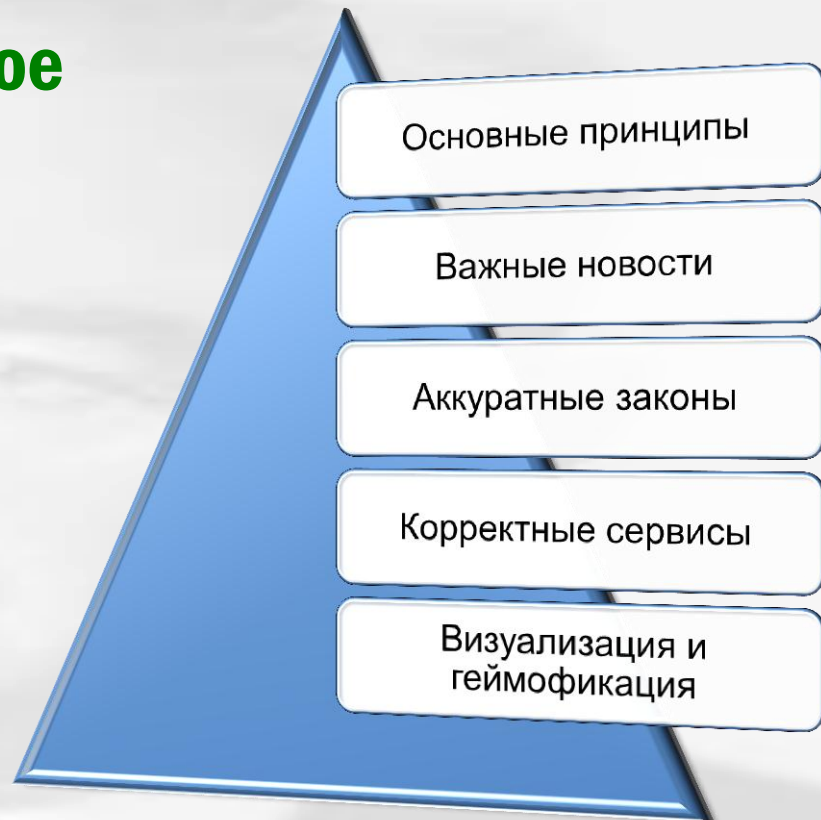 ое
Основные принципы
Важные новости
Аккуратные законы
Корректные сервисы
Визуализация и
геймофикация